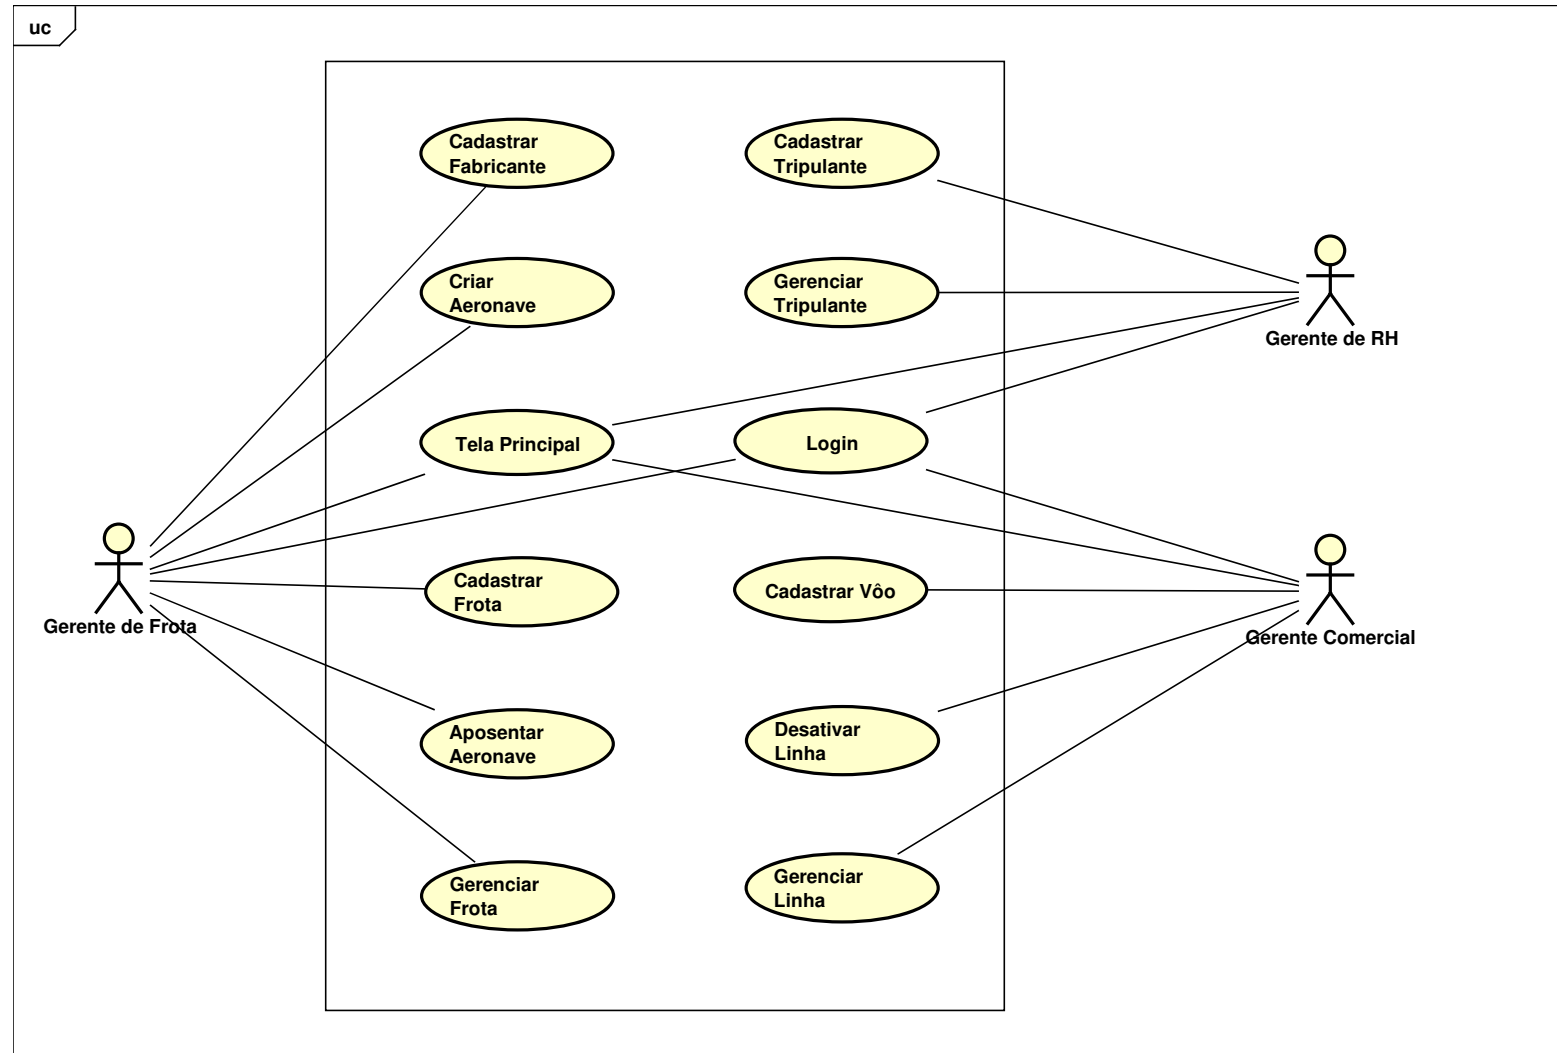 uc
Cadastrar
Fabricante
Cadastrar
Tripulante
Criar
Aeronave
Gerenciar
Tripulante
Gerente de RH
Tela Principal
Login
Gerente de Frota
Cadastrar
Frota
Cadastrar Vôo
Gerente Comercial
Aposentar
Aeronave
Desativar
Linha
Gerenciar
Frota
Gerenciar
Linha